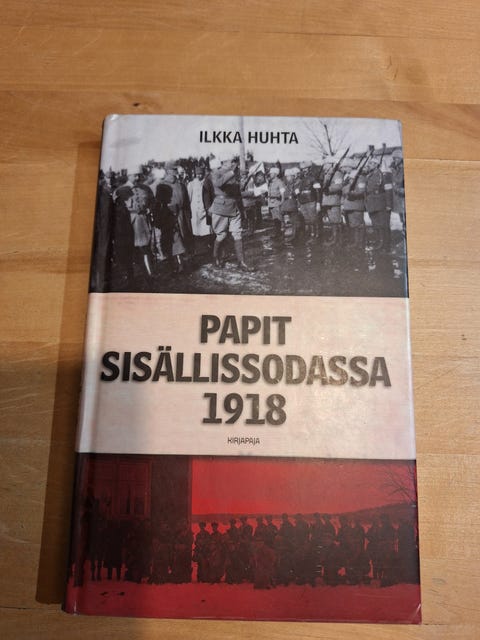 ILKKA HUHTA
PAPIT
SISÄLLISSODASSA
1918
KIRJAPAJA